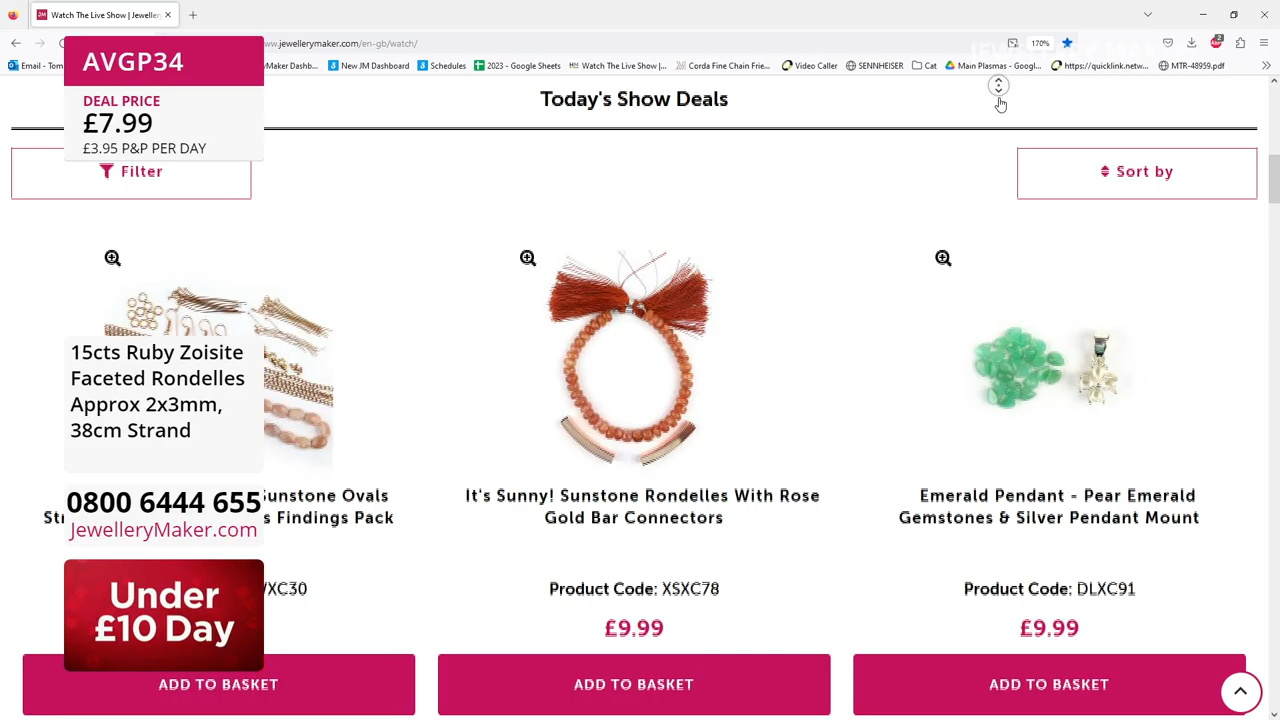 Watch The Live Show | Jeweller
w.jewellerymaker.com/en-gb/watch/
170%
2
Email - Tom
Maker Dashb...
New JM Dashboard
Schedules
2023 - Google Sheets
Watch The Live Show |...
Corda Fine Chain Frie...
Video Caller
SENNHEISER
Cat
Main Plasmas - Googl...
https://quicklink.netw...
MTR-48959.pdf
AVGP34
DEAL PRICE
£7.99
£3.95 P&P PER DAY
Today's Show Deals
Filter
Sort by
15cts Ruby Zoisite
Faceted Rondelles
Approx 2x3mm,
38cm Strand
0800 6444 655
JewelleryMaker.com
Under
£10 Day
unstone Ovals
Str
s Findings Pack
WXC30
ADD TO BASKET
It's Sunny! Sunstone Rondelles With Rose
Gold Bar Connectors
Product Code: XSXC78
£9.99
ADD TO BASKET
Emerald Pendant - Pear Emerald
Gemstones & Silver Pendant Mount
Product Code: DLXC91
£9.99
ADD TO BASKET